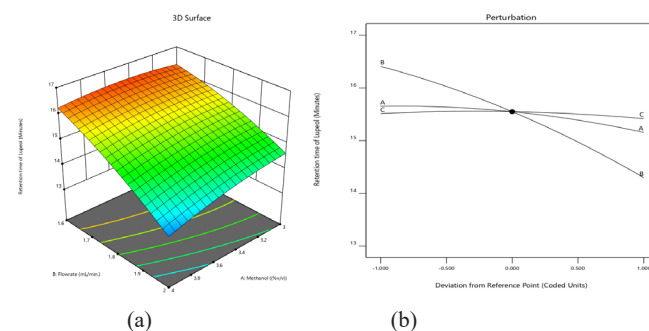 3D Surface
Retention time of Lupeol (Minutes)
17
16
15
14
13
1.6
1.7
1.8
1.9
2
4
3.8
3.6
3.4
3.2
3
B: Flowrate (mL/min.)
A: Methanol ((%v/v))
(a)
Perturbation
Retention time of Lupeol (Minutes)
17
16
15
14
13
B
A
C
C
A
B
-1.000
-0.500
0.000
0.500
1.000
Deviation from Reference Point (Coded Units)
(b)